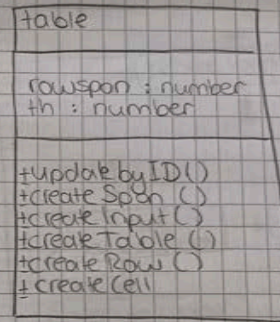 table
rowspan : number
th : number
+updatebyID()
+createSpan ()
+createInput()
+createTable ()
+createRow ()
+createCell